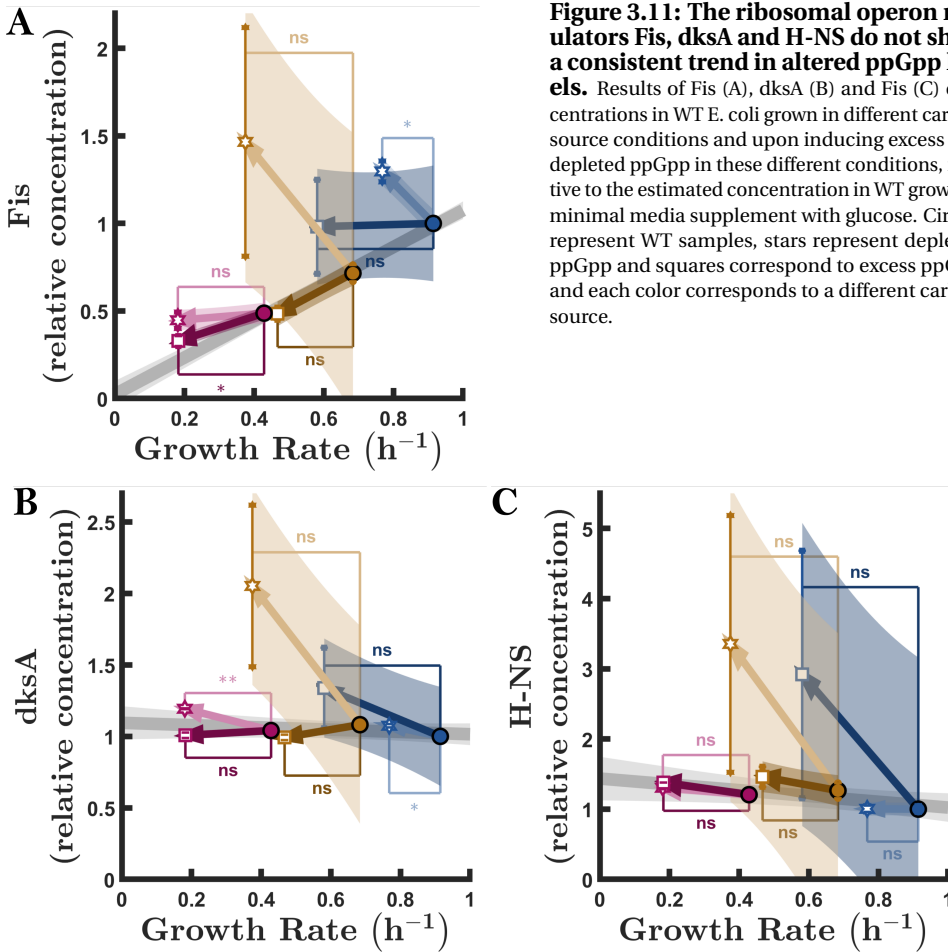 A
Fis
(relative concentration)
2
1.5
1
0.5
0
ns
*
ns
ns
ns
*
0 0.2 0.4 0.6 0.8 1
Growth Rate (h⁻¹)
Figure 3.11: The ribosomal operon
ulators Fis, dksA and H-NS do not
a consistent trend in altered ppGpp
els. Results of Fis (A), dksA (B) and Fis (C)
centrations in WT E. coli grown in different
source conditions and upon inducing excess
depleted ppGpp in these different conditions,
tive to the estimated concentration in WT
minimal media supplement with glucose.
represent WT samples, stars represent
ppGpp and squares correspond to excess
and each color corresponds to a different
source.
B
dksA
(relative concentration)
2.5
2
1.5
1
0.5
0
ns
ns
**
ns
ns
*
0 0.2 0.4 0.6 0.8 1
Growth Rate (h⁻¹)
C
H-NS
(relative concentration)
5
4
3
2
1
0
ns
ns
ns
ns
ns
ns
0 0.2 0.4 0.6 0.8 1
Growth Rate (h⁻¹)